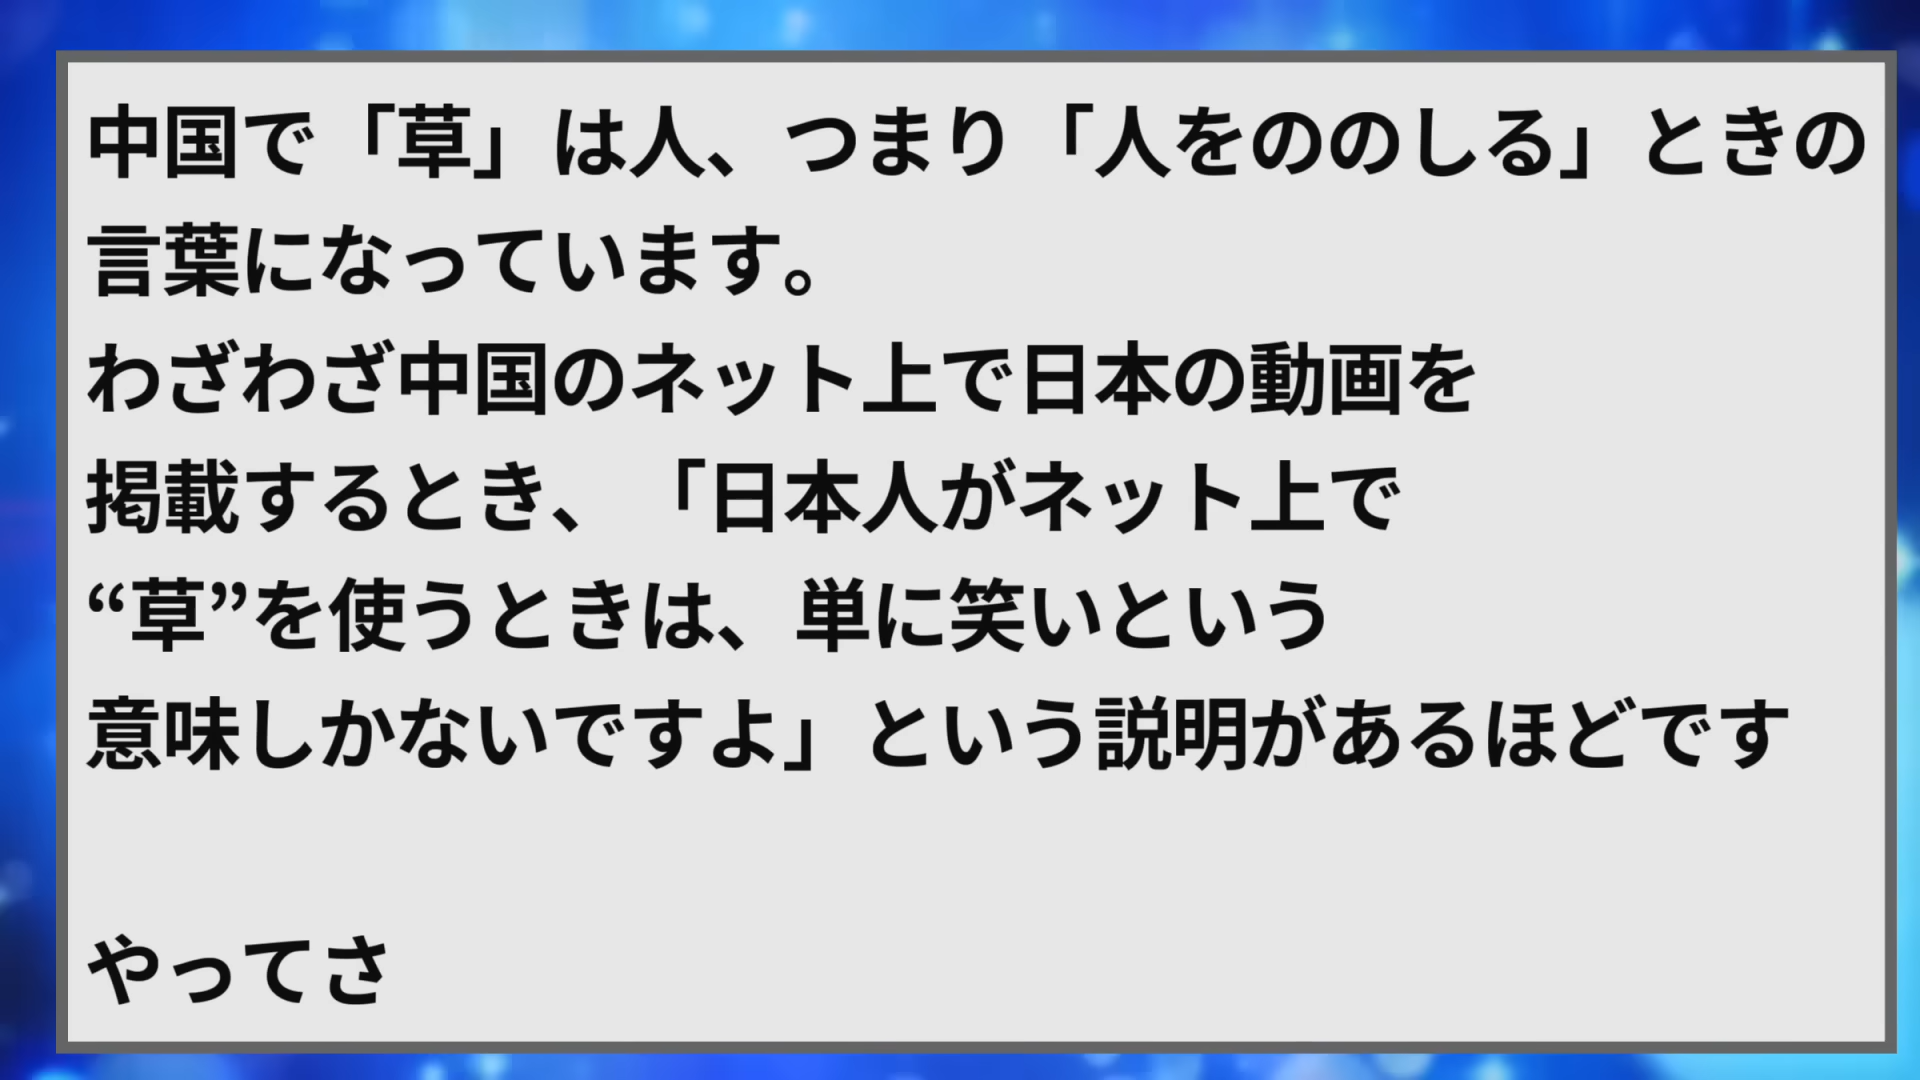 中国で「草」は人、つまり「人をののしる」ときの
言葉になっています。
わざわざ中国のネット上で日本の動画を
掲載するとき、「日本人がネット上で
“草”を使うときは、単に笑いという
意味しかないですよ」という説明があるほどです
やってさ